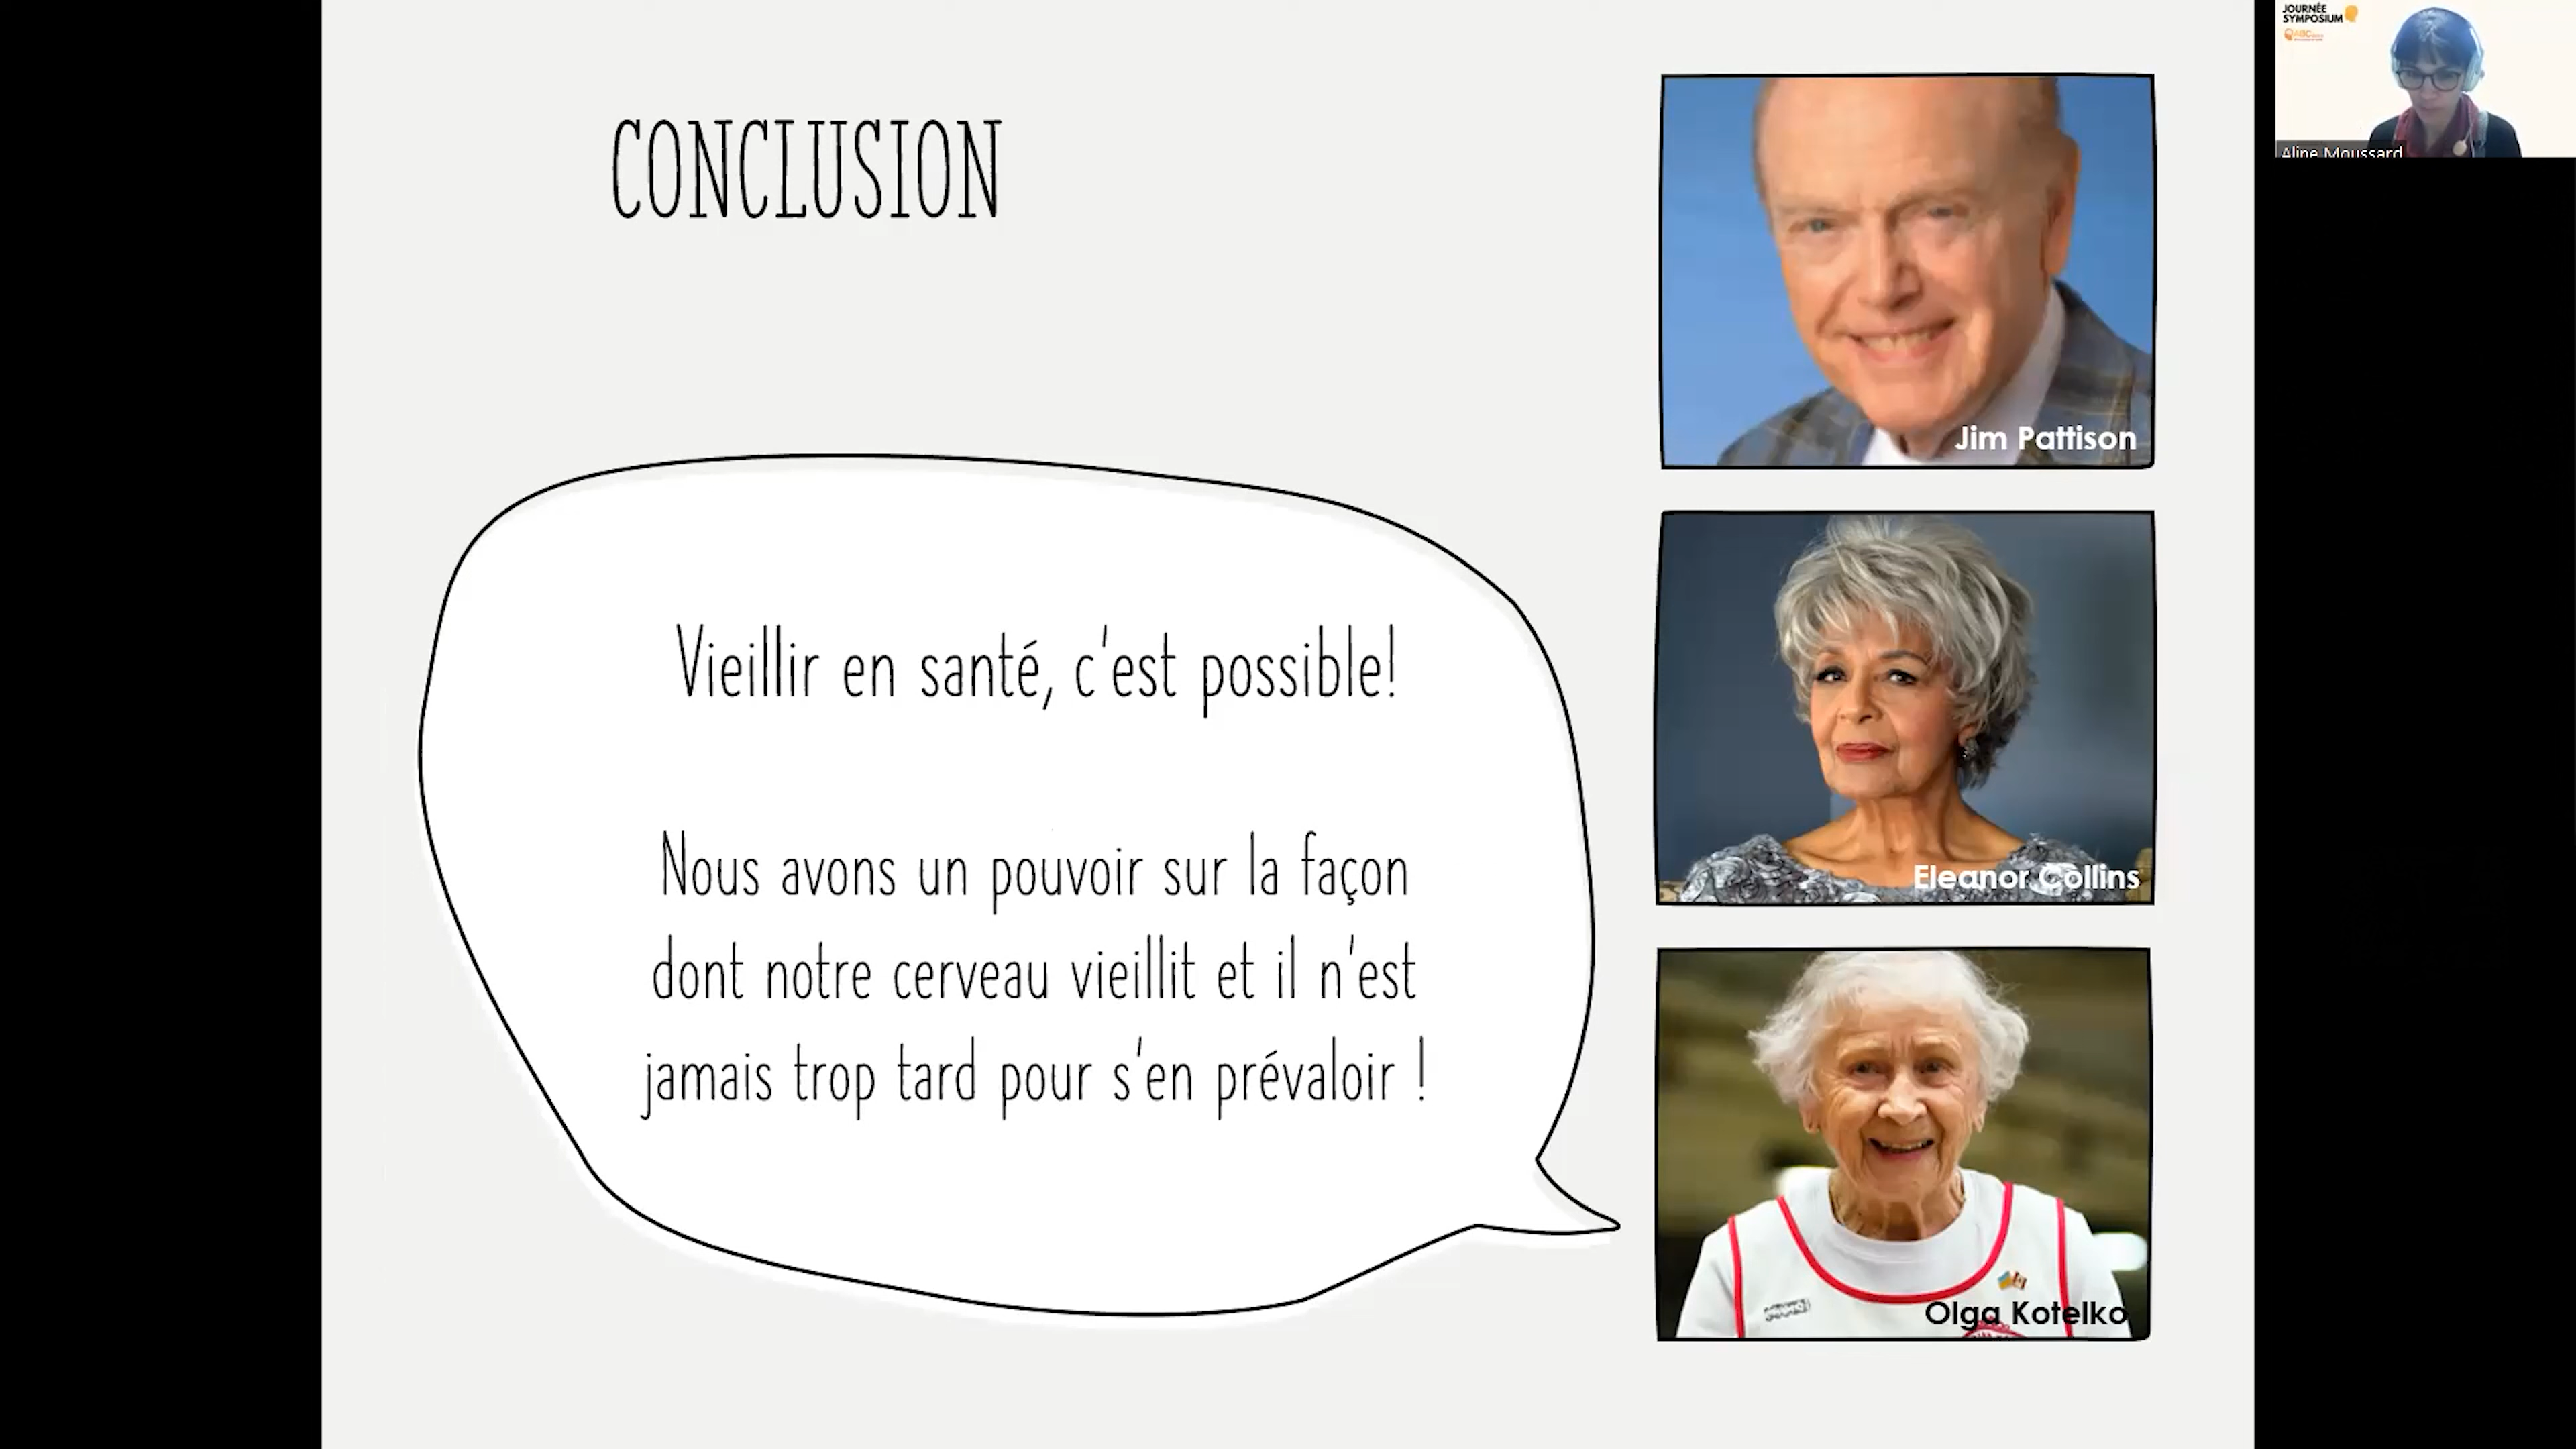 CONCLUSION
Vieillir en santé, c'est possible!
Nous avons un pouvoir sur la façon
dont notre cerveau vieillit et il n'est
jamais trop tard pour s'en prévaloir !
Jim Pattison
Eleanor Collins
Olga Kotelko
JOURNÉE
SYMPOSIUM
Aline Moussard